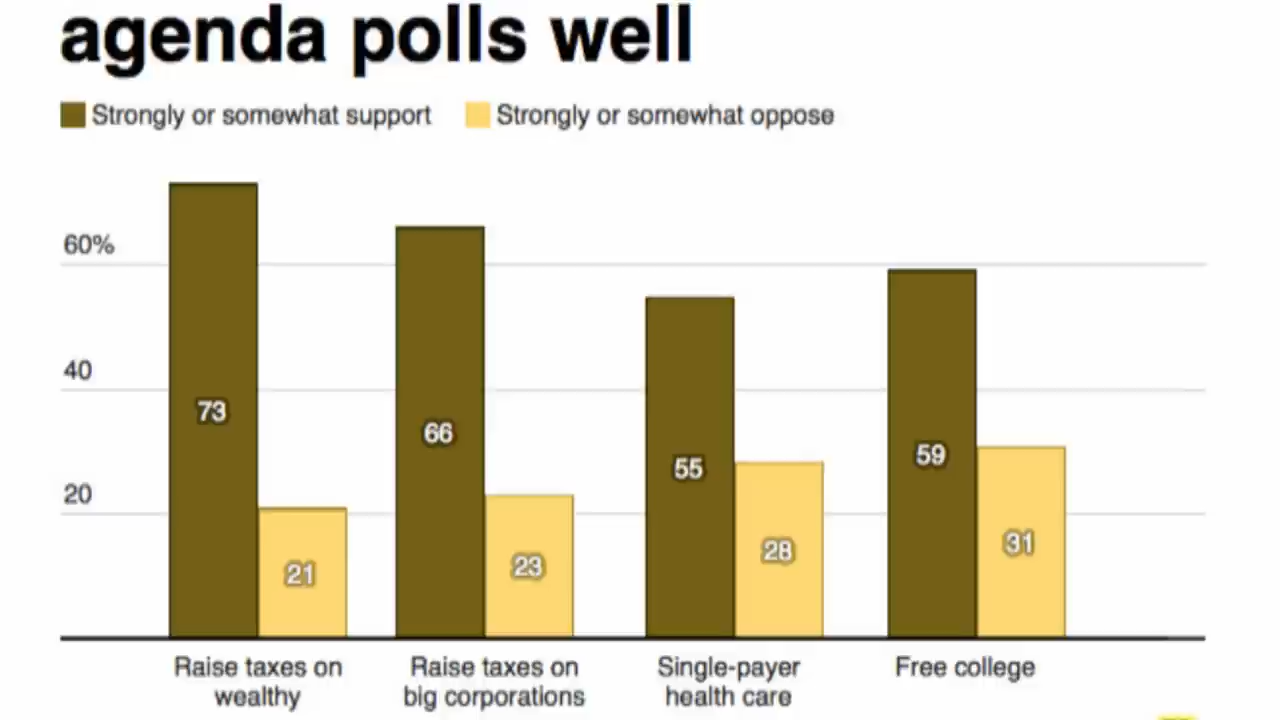 agenda polls well
Strongly or somewhat support
Strongly or somewhat oppose
60%
40
20
73
21
66
23
55
28
59
31
Raise taxes on
wealthy
Raise taxes on
big corporations
Single-payer
health care
Free college